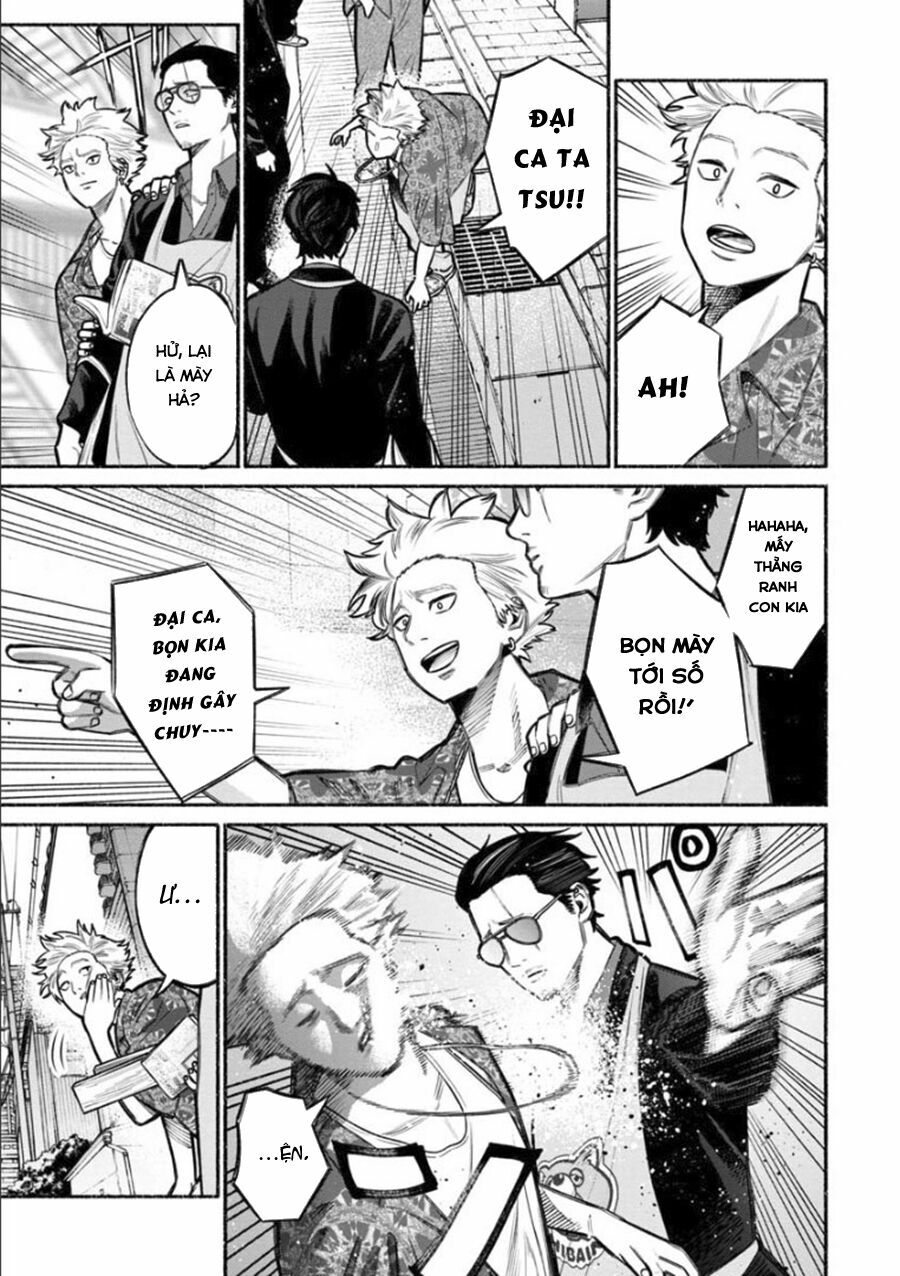 AH!
ĐẠI
CA TA
TSU!!
HỬ, LẠI
LÀ MÀY
HẢ?
HAHAHA,
MẤY
THẰNG
RANH
CON KIA
BỌN MÀY
TỚI SỐ
RỒI!'
ĐẠI CA,
BỌN KIA
ĐANG
ĐỊNH GÂY
CHUY----
...ỆN.
Ư...